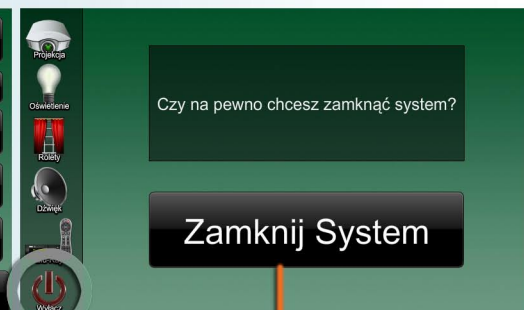 Projekcja
Oświetlenie
Rolety
Dźwięk
Wyłącz
Czy na pewno chcesz zamknąć system?
Zamknij System